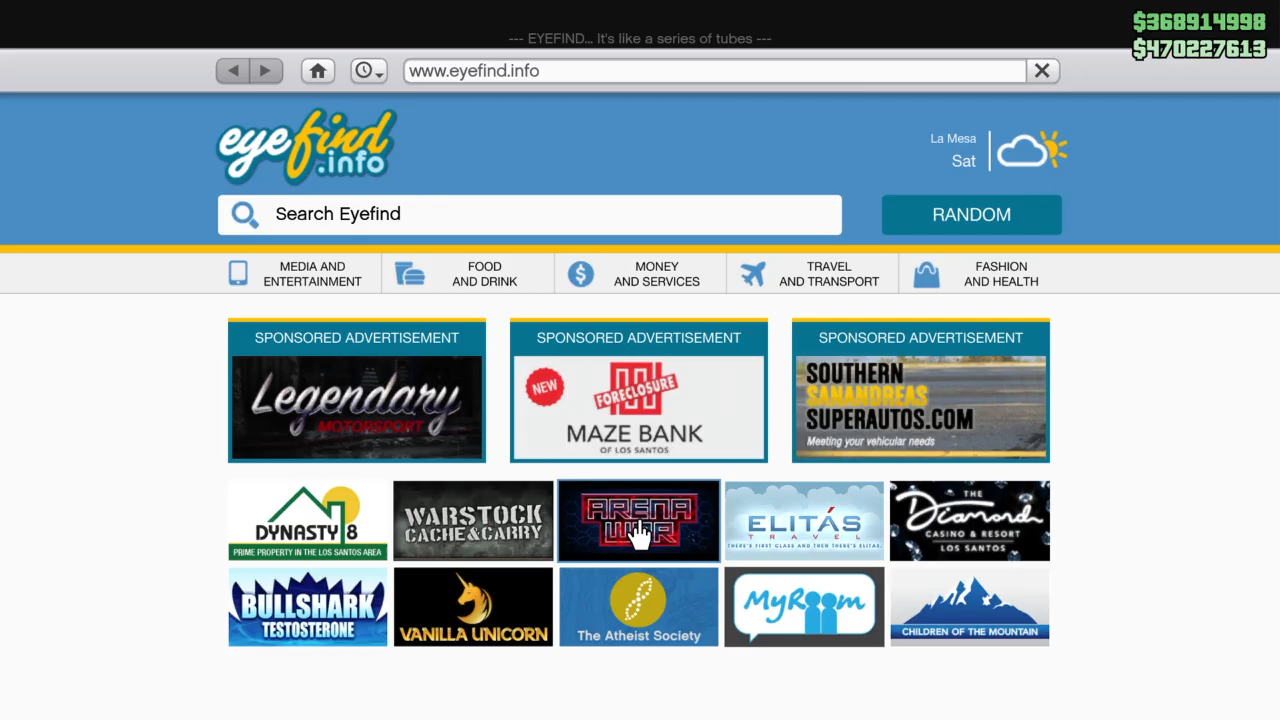 $368914998
--- EYEFIND... It's like a series of tubes ---
$470227613
www.eyefind.info
eyefind
.info
La Mesa
Sat
Search Eyefind
RANDOM
MEDIA AND
ENTERTAINMENT
FOOD
AND DRINK
MONEY
AND SERVICES
TRAVEL
AND TRANSPORT
FASHION
AND HEALTH
SPONSORED ADVERTISEMENT
Legendary
MOTORSPORT
SPONSORED ADVERTISEMENT
NEW
FORECLOSURE
MAZE BANK
OF LOS SANTOS
SPONSORED ADVERTISEMENT
SOUTHERN
SANANDREAS
SUPERAUTOS.COM
Meeting your vehicular needs
DYNASTY 8
PRIME PROPERTY IN THE LOS SANTOS AREA
WARSTOCK
CACHE&CARRY
ARENA
WAR
ELITÁS
TRAVEL
THERE'S FIRST CLASS AND THEN THERE'S ELITAS.
THE
Diamond
CASINO & RESORT
LOS SANTOS
BULLSHARK
TESTOSTERONE
VANILLA UNICORN
The Atheist Society
MyRoom
CHILDREN OF THE MOUNTAIN